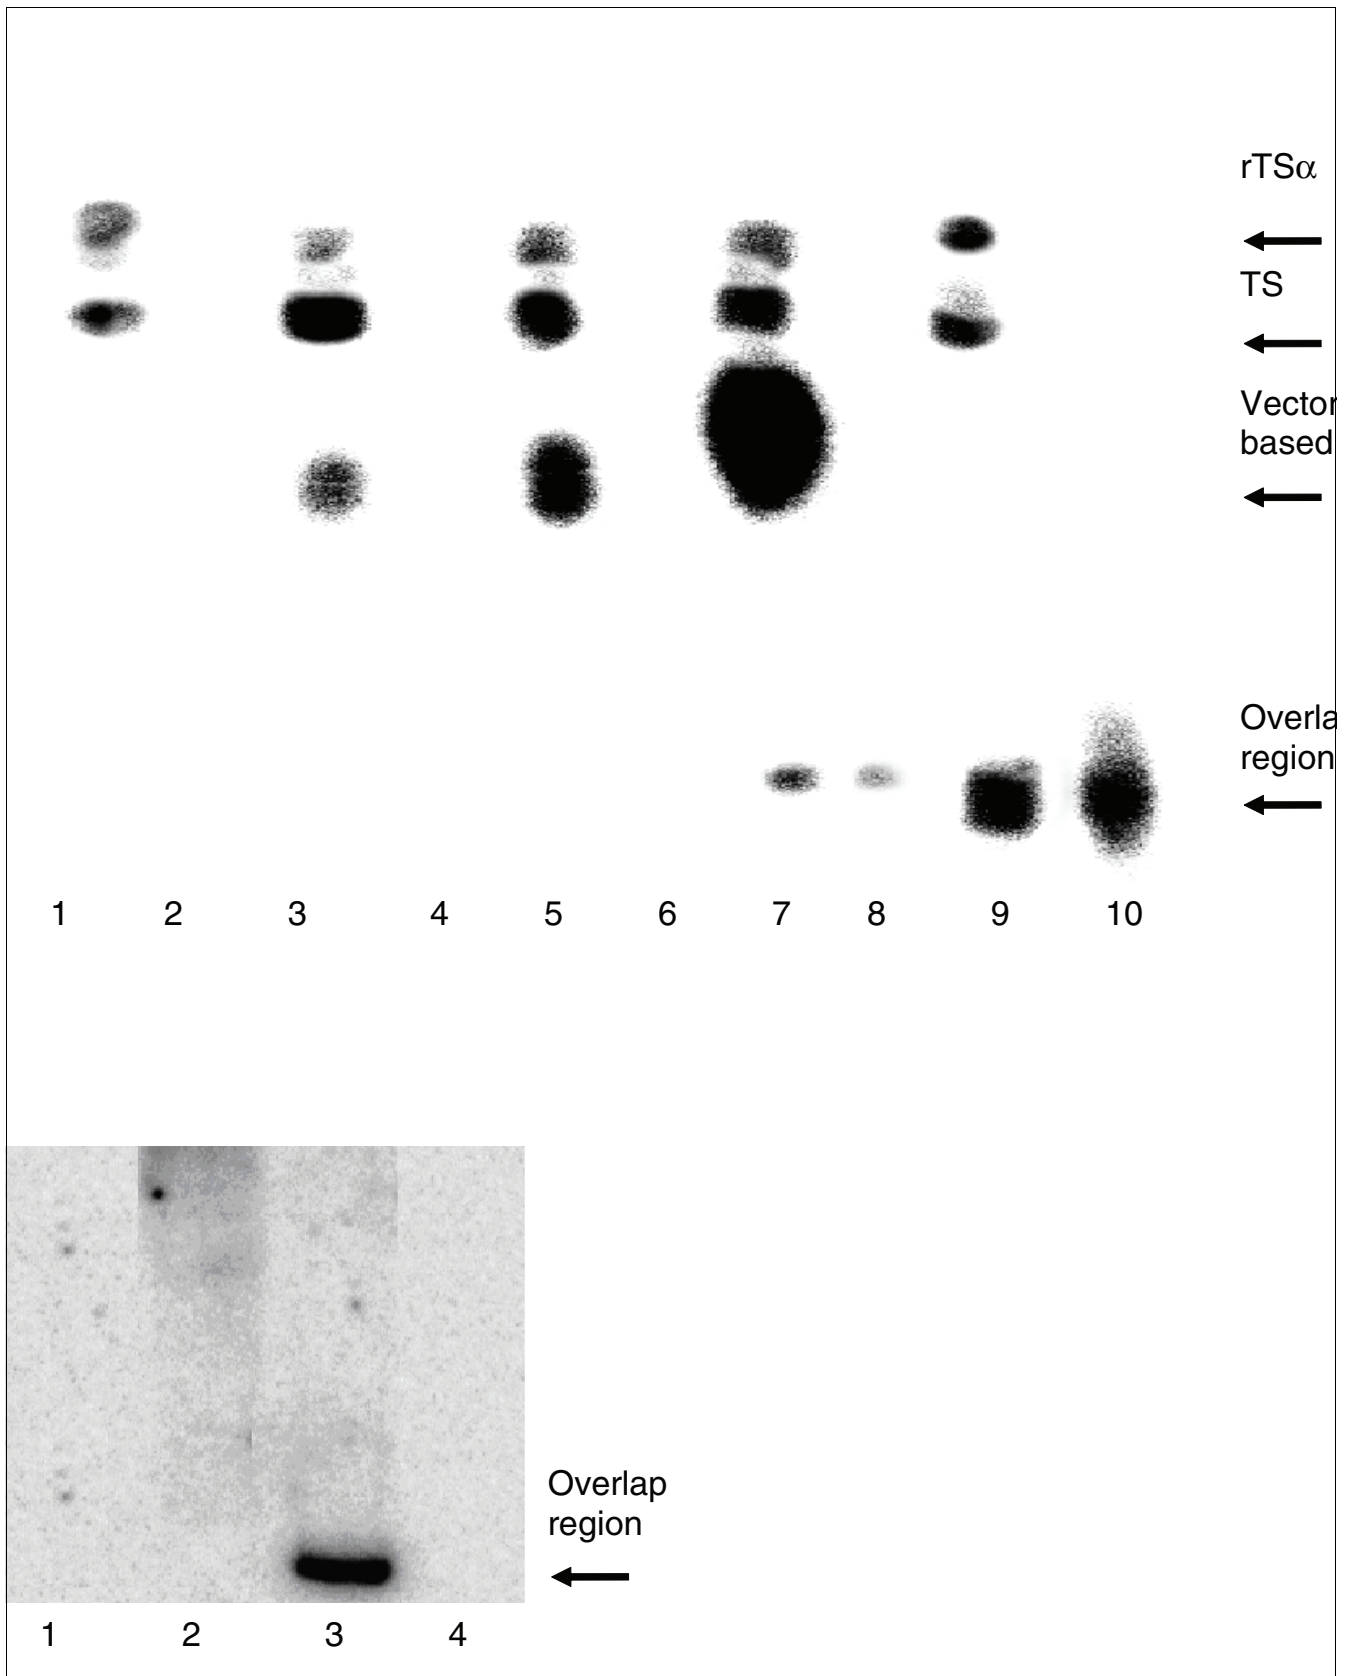 rTSα
TS
Vector
based
Overla
region
1 2 3 4 5 6 7 8 9 10
Overlap
region
1 2 3 4